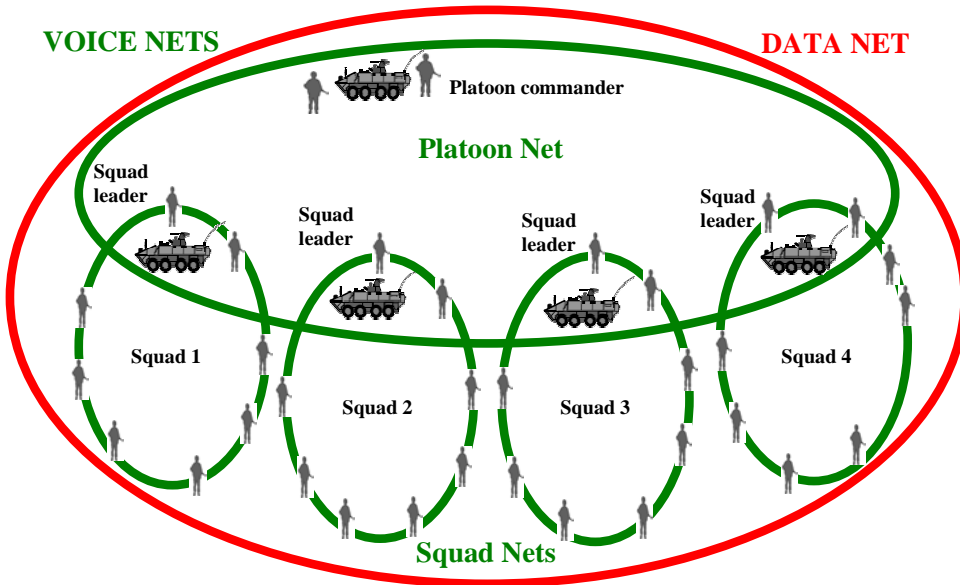 VOICE NETS
DATA NET
Platoon commander
Platoon Net
Squad
leader
Squad
leader
Squad
leader
Squad
leader
Squad 1
Squad 2
Squad 3
Squad 4
Squad Nets